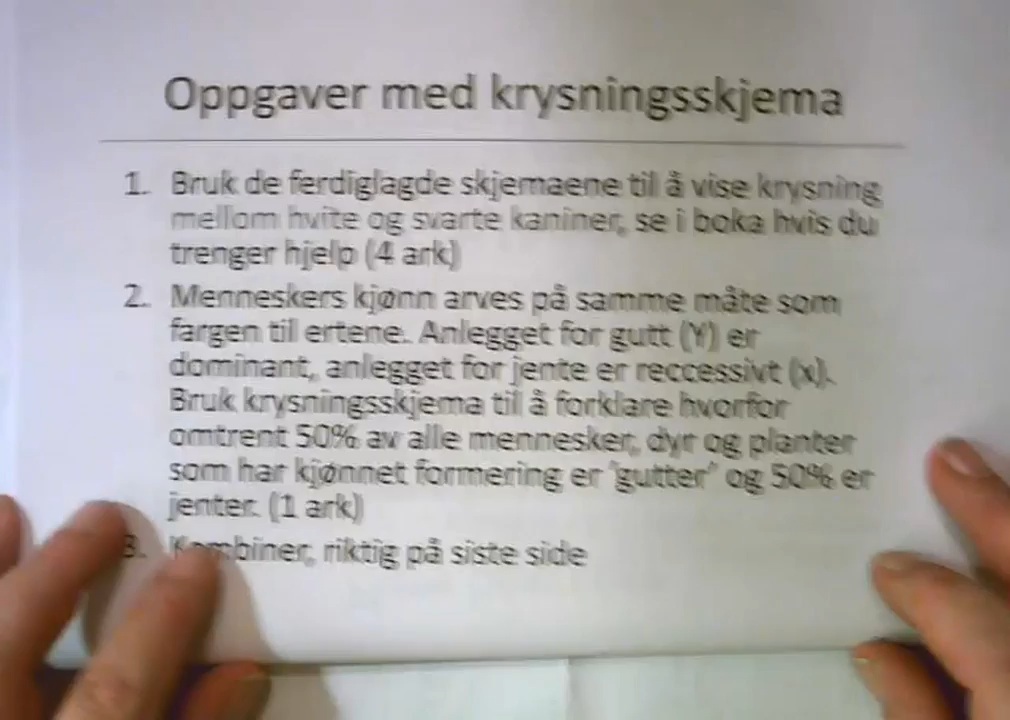 Oppgaver med krysningsskjema
1. Bruk de ferdiglagde skjemaene til å vise krysning
mellom hvite og svarte kaniner, se i boka hvis du
trenger hjelp (4 ark)
2. Menneskers kjønn arves på samme måte som
fargen til ertene. Anlegget for gutt (Y) er
dominant, anlegget for jente er reccessivt (x).
Bruk krysningsskjema til å forklare hvorfor
omtrent 50% av alle mennesker, dyr og planter
som har kjønnet formering er "gutter" og 50% er
jenter. (1 ark)
3. Kombiner, riktig på siste side